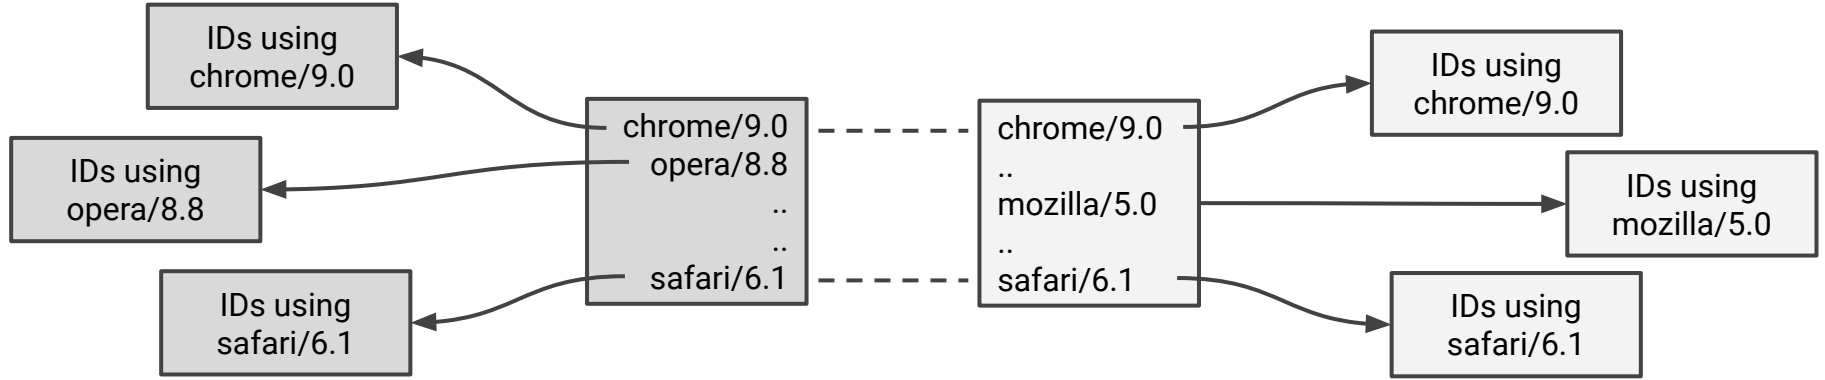 IDs using
chrome/9.0
IDs using
opera/8.8
IDs using
safari/6.1
chrome/9.0
opera/8.8
..
..
safari/6.1
chrome/9.0
..
mozilla/5.0
..
safari/6.1
IDs using
chrome/9.0
IDs using
mozilla/5.0
IDs using
safari/6.1